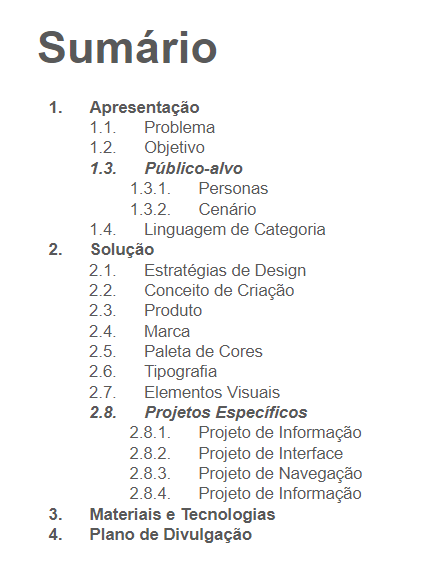 Sumário
1. Apresentação
1.1. Problema
1.2. Objetivo
1.3. Público-alvo
1.3.1. Personas
1.3.2. Cenário
1.4. Linguagem de Categoria
2. Solução
2.1. Estratégias de Design
2.2. Conceito de Criação
2.3. Produto
2.4. Marca
2.5. Paleta de Cores
2.6. Tipografia
2.7. Elementos Visuais
2.8. Projetos Específicos
2.8.1. Projeto de Informação
2.8.2. Projeto de Interface
2.8.3. Projeto de Navegação
2.8.4. Projeto de Informação
3. Materiais e Tecnologias
4. Plano de Divulgação